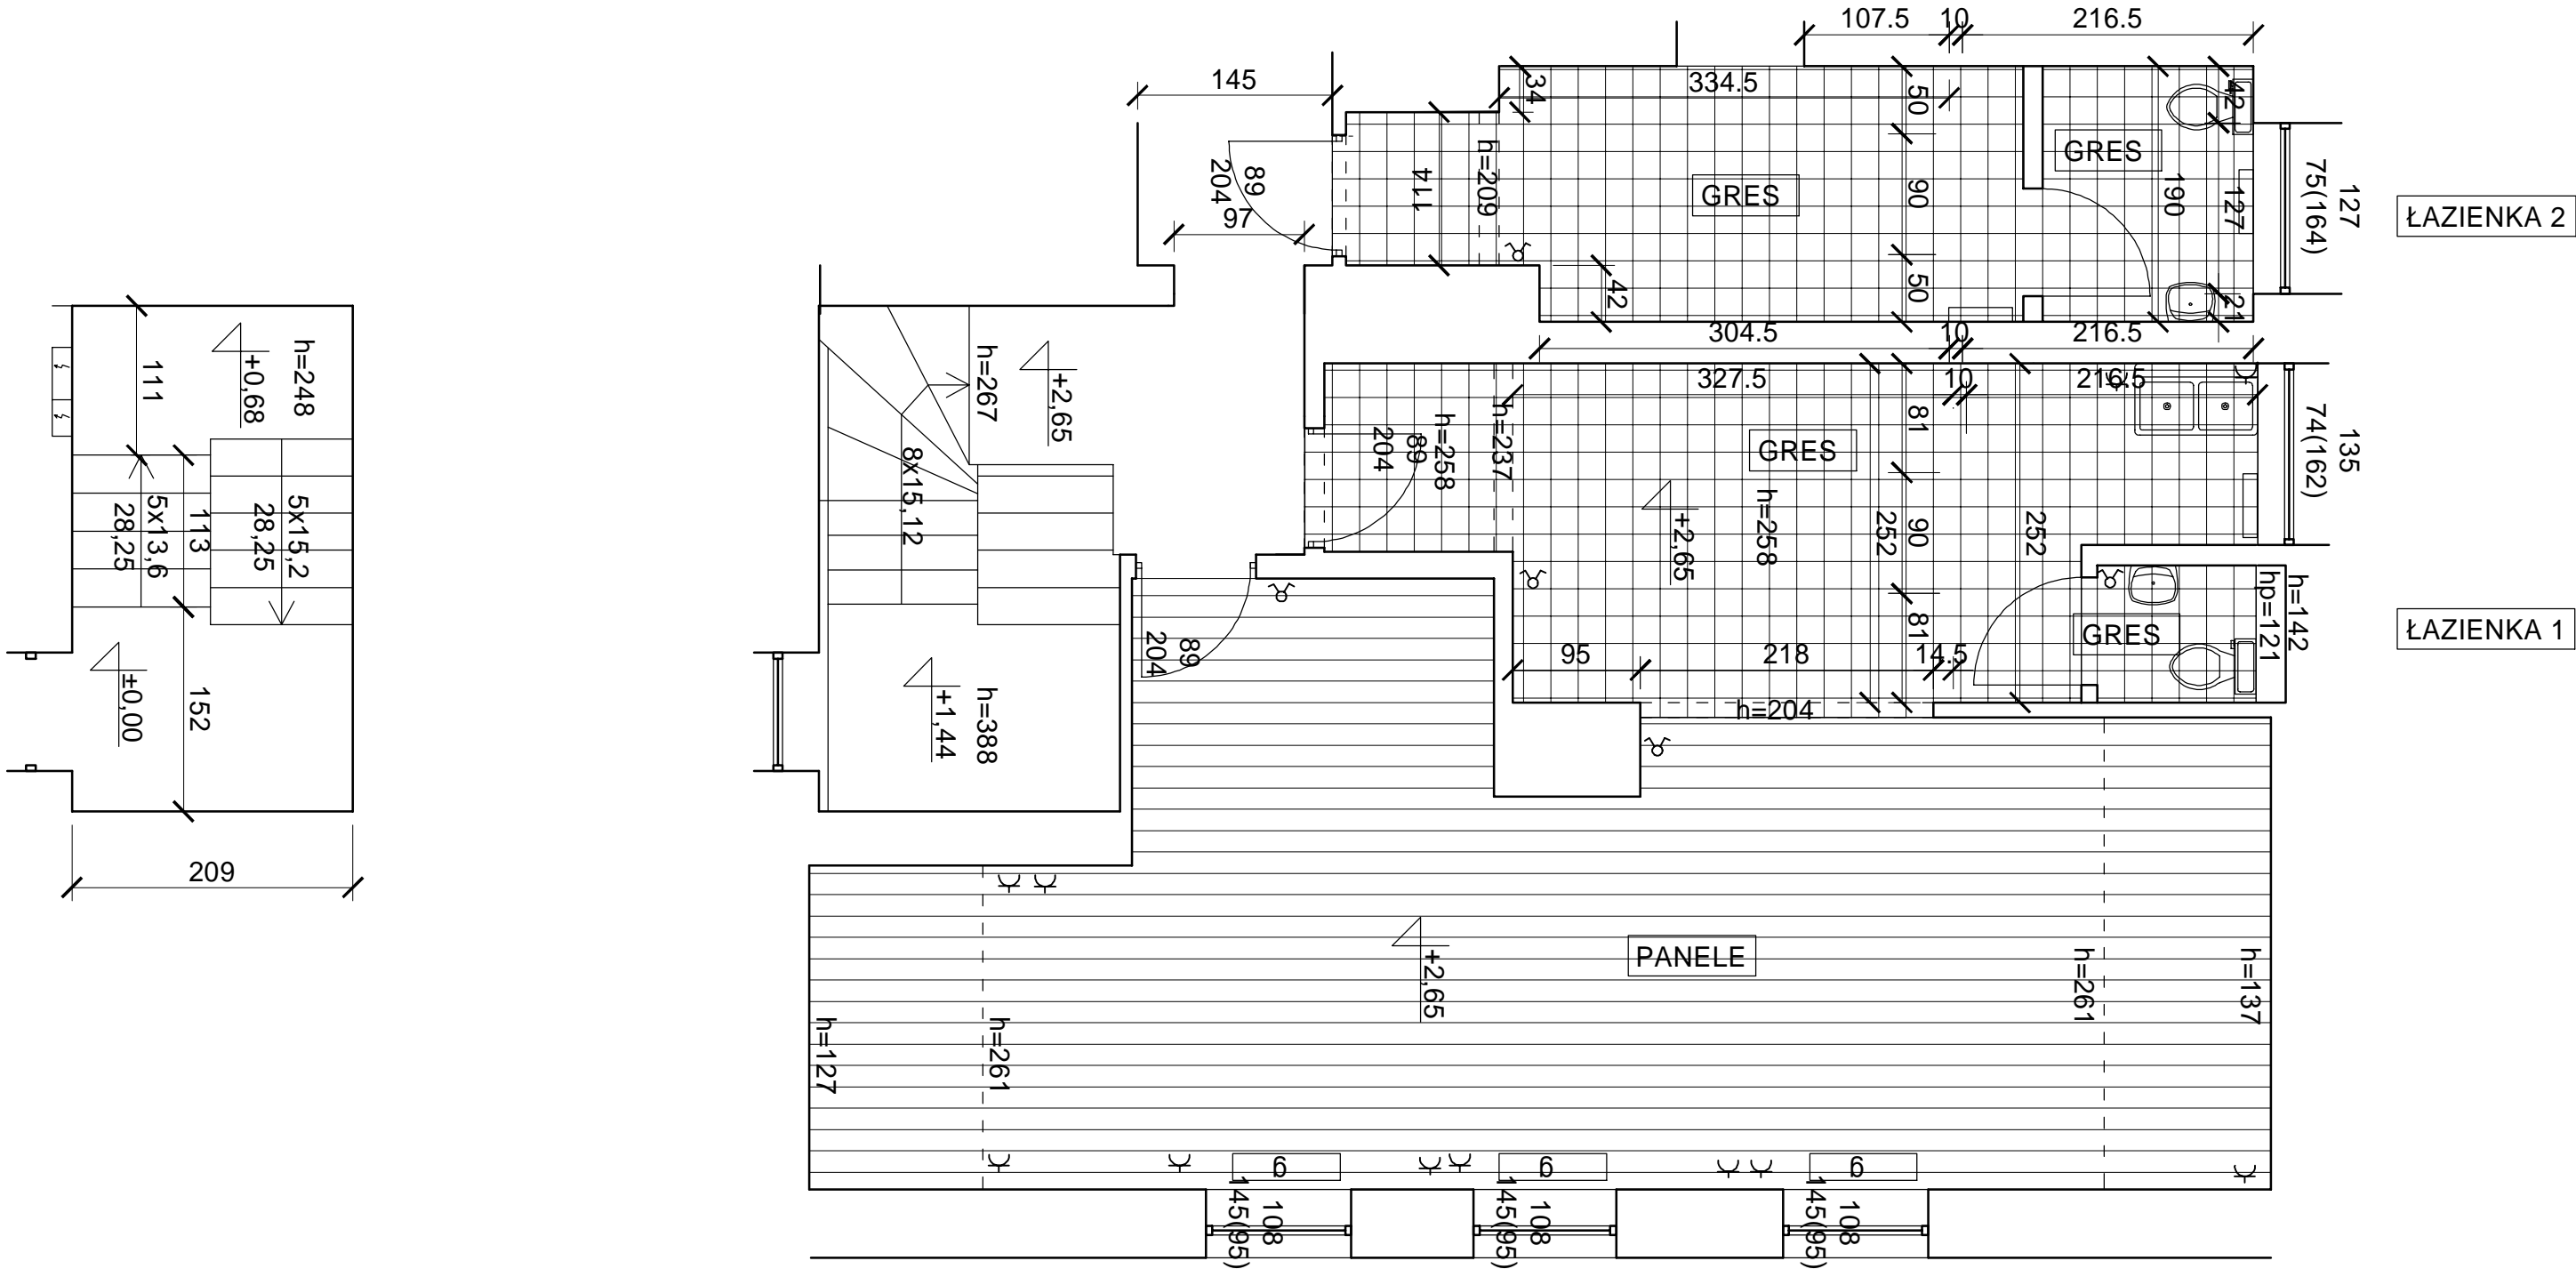 107.5
10
216.5
145
334.5
34
50
42
GRES
GRES
89
204
114
h=209
90
190
127
127
75(164)
ŁAZIENKA 2
97
42
50
21
304.5
10
216.5
h=248
+0,68
111
h=267
+2,65
327.5
10
216.5
81
89
204
h=258
h=237
GRES
135
74(162)
8x15,12
5x15,2
28,25
113
5x13,6
28,25
+2,65
h=258
252
90
252
GRES
h=142
hp=121
ŁAZIENKA 1
81
89
204
95
218
14.5
±0,00
152
+1,44
h=388
h=204
209
+2,65
PANELE
h=261
h=137
h=127
h=261
6
6
6
108
145(95)
108
145(95)
108
145(95)